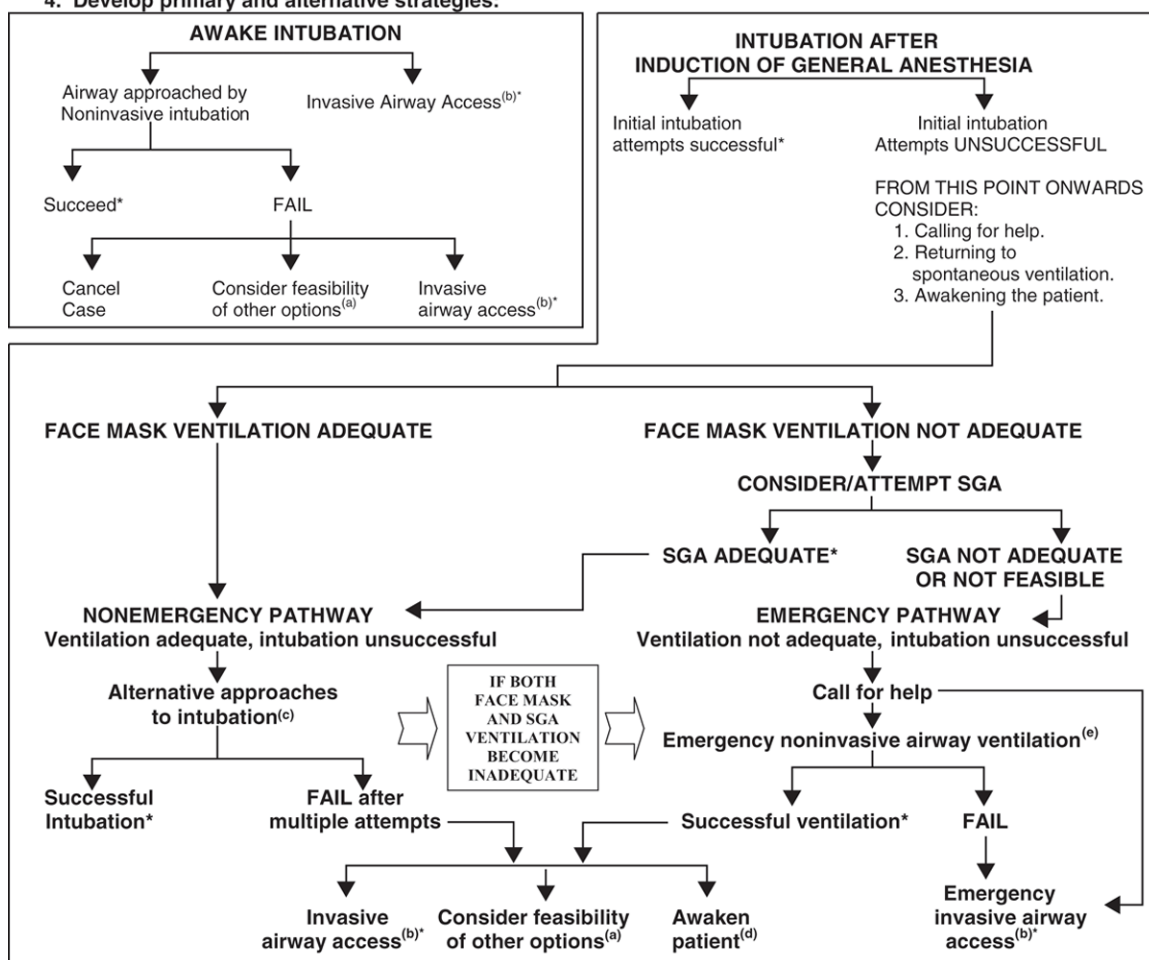 4. Develop primary and alternative strategies:
AWAKE INTUBATION
Airway approached by
Noninvasive intubation
Invasive Airway Access(b)*
Succeed*
FAIL
Cancel
Case
Consider feasibility
of other options(a)
Invasive
airway access(b)*
INTUBATION AFTER
INDUCTION OF GENERAL ANESTHESIA
Initial intubation
attempts successful*
Initial intubation
Attempts UNSUCCESSFUL
FROM THIS POINT ONWARDS
CONSIDER:
1. Calling for help.
2. Returning to
spontaneous ventilation.
3. Awakening the patient.
FACE MASK VENTILATION ADEQUATE
FACE MASK VENTILATION NOT ADEQUATE
CONSIDER/ATTEMPT SGA
SGA ADEQUATE*
SGA NOT ADEQUATE
OR NOT FEASIBLE
NONEMERGENCY PATHWAY
Ventilation adequate, intubation unsuccessful
EMERGENCY PATHWAY
Ventilation not adequate, intubation unsuccessful
Alternative approaches
to intubation(c)
IF BOTH
FACE MASK
AND SGA
VENTILATION
BECOME
INADEQUATE
Call for help
Emergency noninvasive airway ventilation(e)
Successful
Intubation*
FAIL after
multiple attempts
Successful ventilation*
FAIL
Invasive
airway access(b)*
Consider feasibility
of other options(a)
Awaken
patient(d)
Emergency
invasive airway
access(b)*